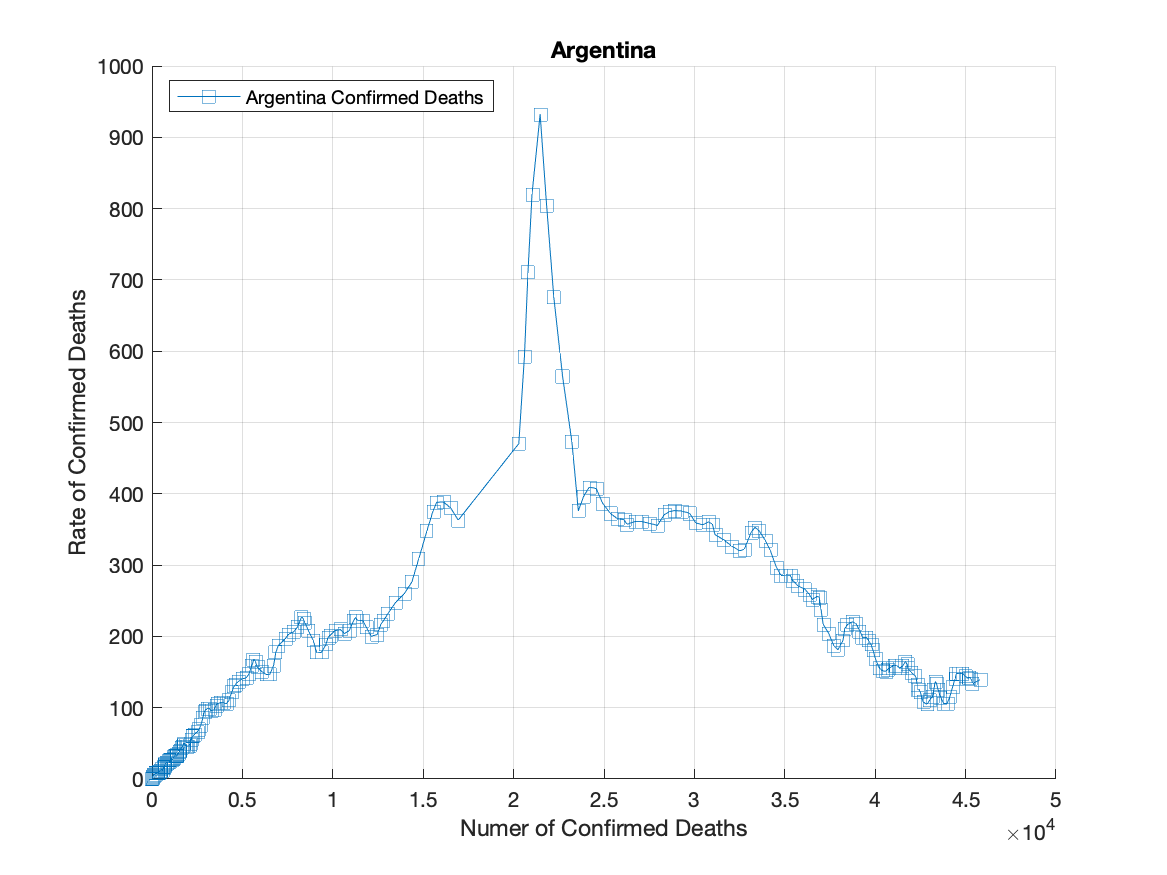 Argentina
Argentina Confirmed Deaths
Rate of Confirmed Deaths
1000
900
800
700
600
500
400
300
200
100
0
0 0.5 1 1.5 2 2.5 3 3.5 4 4.5 5
Numer of Confirmed Deaths
×10^4